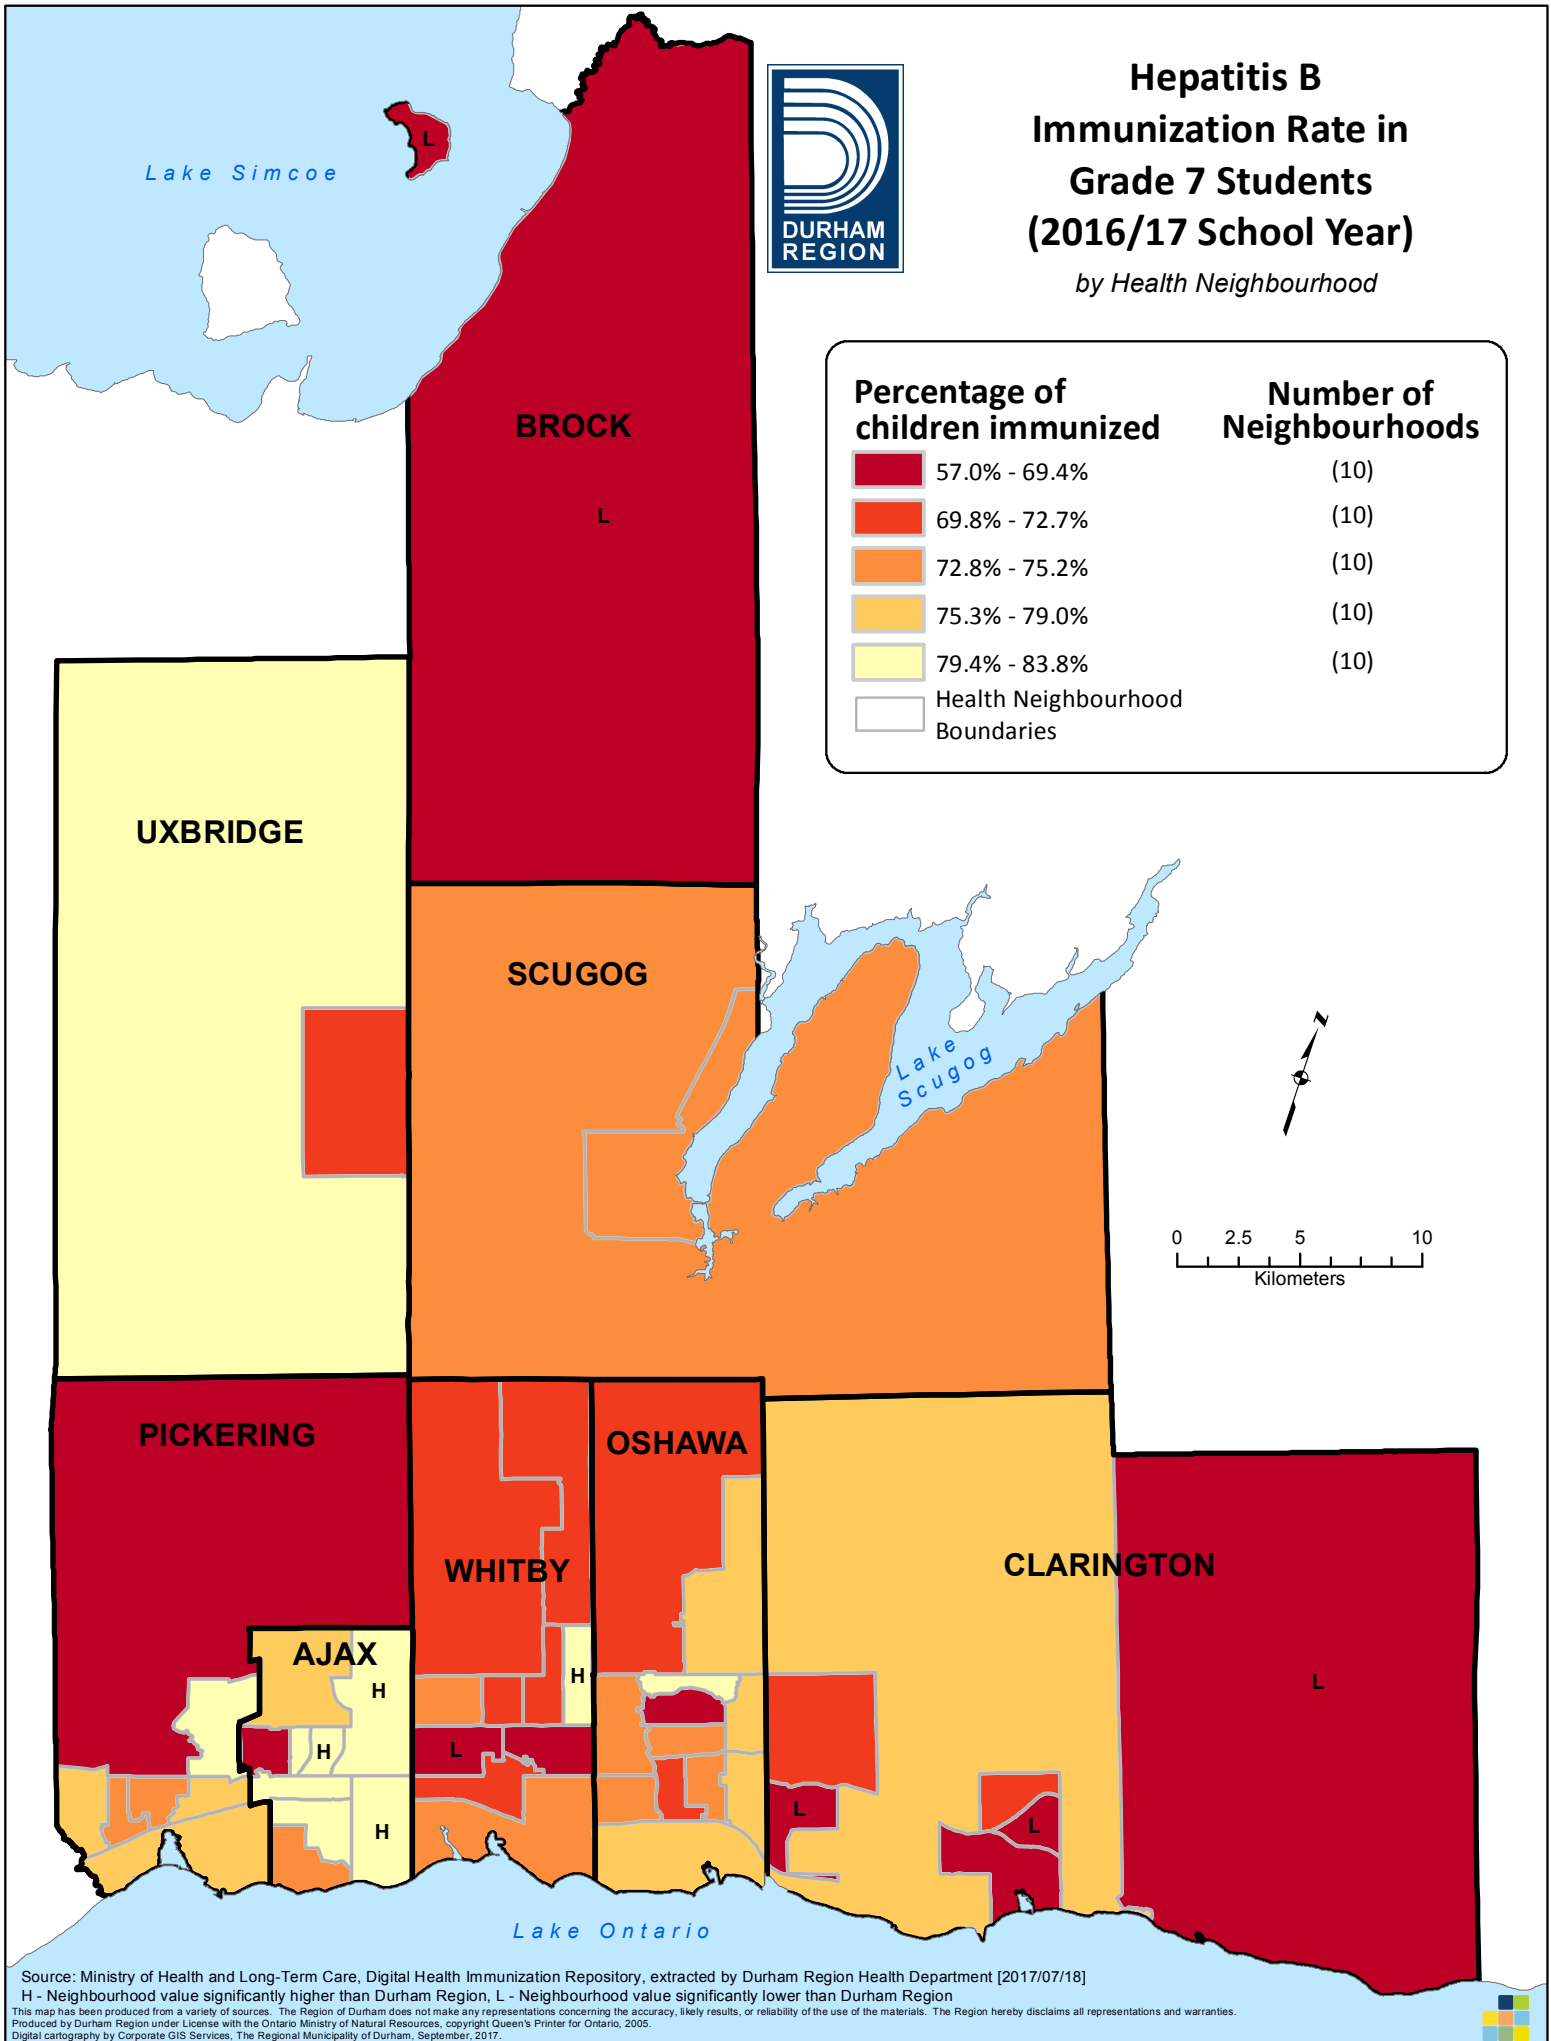 Hepatitis B
Immunization Rate in
Grade 7 Students
(2016/17 School Year)
by Health Neighbourhood
DURHAM
REGION
Lake Simcoe
L
Percentage of
children immunized
Number of
Neighbourhoods
57.0% - 69.4% (10)
69.8% - 72.7% (10)
72.8% - 75.2% (10)
75.3% - 79.0% (10)
79.4% - 83.8% (10)
Health Neighbourhood
Boundaries
BROCK
L
UXBRIDGE
SCUGOG
Lake
Scugog
N
0 2.5 5 10
Kilometers
PICKERING
OSHAWA
WHITBY
CLARINGTON
AJAX
H
H
L
H
L
L
L
H
Lake Ontario
Source: Ministry of Health and Long-Term Care, Digital Health Immunization Repository, extracted by Durham Region Health Department [2017/07/18]
H - Neighbourhood value significantly higher than Durham Region, L - Neighbourhood value significantly lower than Durham Region
This map has been produced from a variety of sources. The Region of Durham does not make any representations concerning the accuracy, likely results, or reliability of the use of the materials. The Region hereby disclaims all representations and warranties.
Produced by Durham Region under License with the Ontario Ministry of Natural Resources, copyright Queen's Printer for Ontario, 2005.
Digital cartography by Corporate GIS Services, The Regional Municipality of Durham, September, 2017.